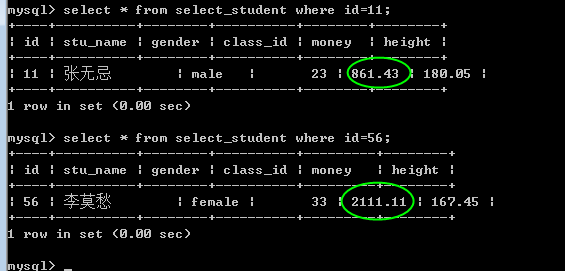 mysql> select * from select_student where id=11;
+----+----------+--------+----------+--------+--------+
| id | stu_name | gender | class_id | money  | height |
+----+----------+--------+----------+--------+--------+
| 11 | 张无忌 | male | 23 | 861.43 | 180.05 |
+----+----------+--------+----------+--------+--------+
1 row in set (0.00 sec)
mysql> select * from select_student where id=56;
+----+----------+--------+----------+---------+--------+
| id | stu_name | gender | class_id | money   | height |
+----+----------+--------+----------+---------+--------+
| 56 | 李莫愁 | female | 33 | 2111.11 | 167.45 |
+----+----------+--------+----------+---------+--------+
1 row in set (0.00 sec)
mysql> _